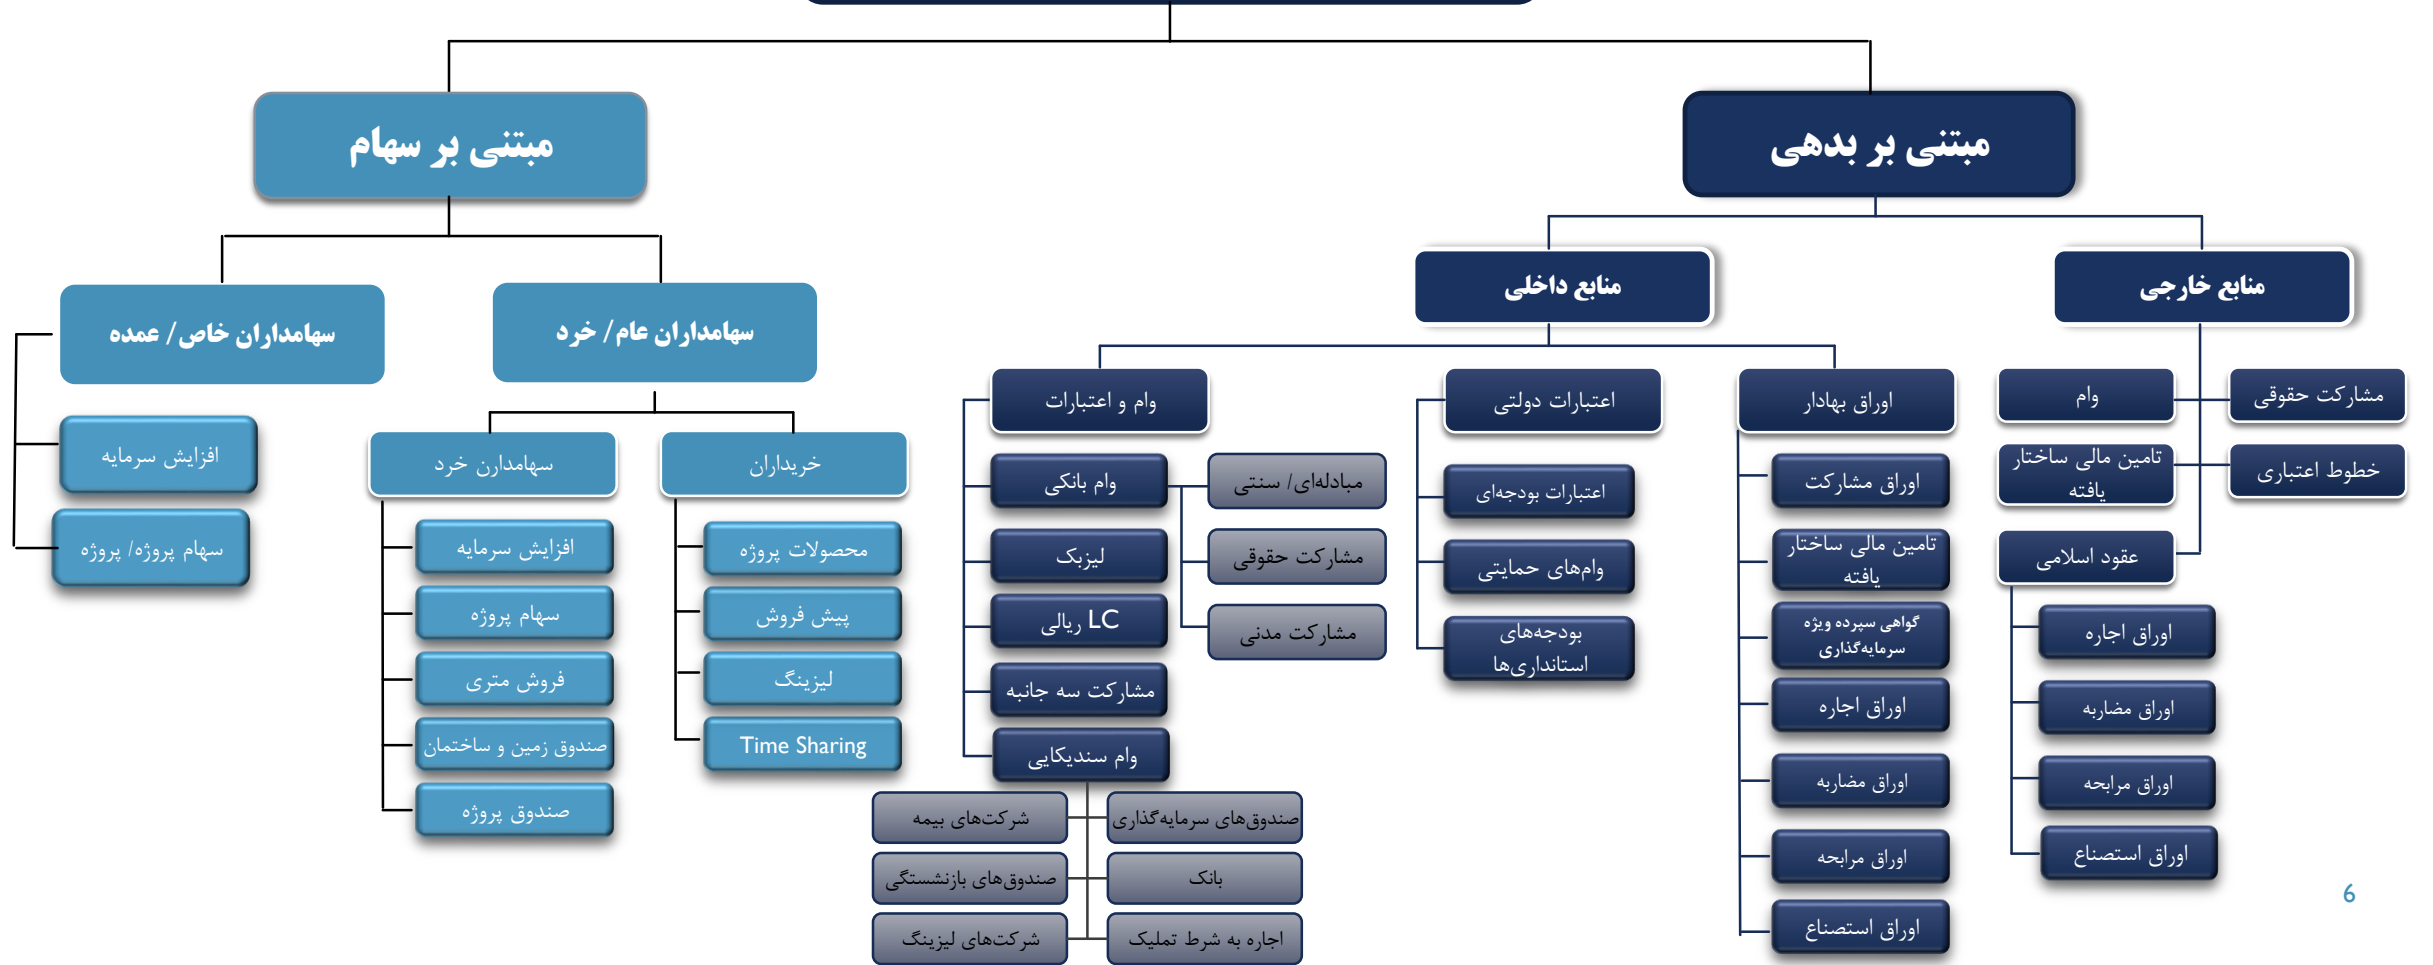 مبتنی بر بدهی
مبتنی بر سهام
منابع خارجی
منابع داخلی
سهامداران عام/ خرد
سهامداران خاص/ عمده
مشارکت حقوقی
وام
خطوط اعتباری
تامین مالی ساختار
یافته
عقود اسلامی
اوراق اجاره
اوراق مضاربه
اوراق مرابحه
اوراق استصناع
اوراق بهادار
اوراق مشارکت
تامین مالی ساختار
یافته
گواهی سپرده ویژه
سرمایه‌گذاری
اوراق اجاره
اوراق مضاربه
اوراق مرابحه
اوراق استصناع
اعتبارات دولتی
اعتبارات بودجه‌ای
وام‌های حمایتی
بودجه‌های
استانداری‌ها
وام و اعتبارات
وام بانکی
مبادله‌ای/ سنتی
مشارکت حقوقی
مشارکت مدنی
لیزبک
LC ریالی
مشارکت سه جانبه
وام سندیکایی
صندوق‌های سرمایه‌گذاری
شرکت‌های بیمه
بانک
صندوق‌های بازنشستگی
اجاره به شرط تملیک
شرکت‌های لیزینگ
خریداران
محصولات پروژه
پیش فروش
لیزینگ
Time Sharing
سهامدارن خرد
افزایش سرمایه
سهام پروژه
فروش متری
صندوق زمین و ساختمان
صندوق پروژه
افزایش سرمایه
سهام پروژه/ پروژه
6